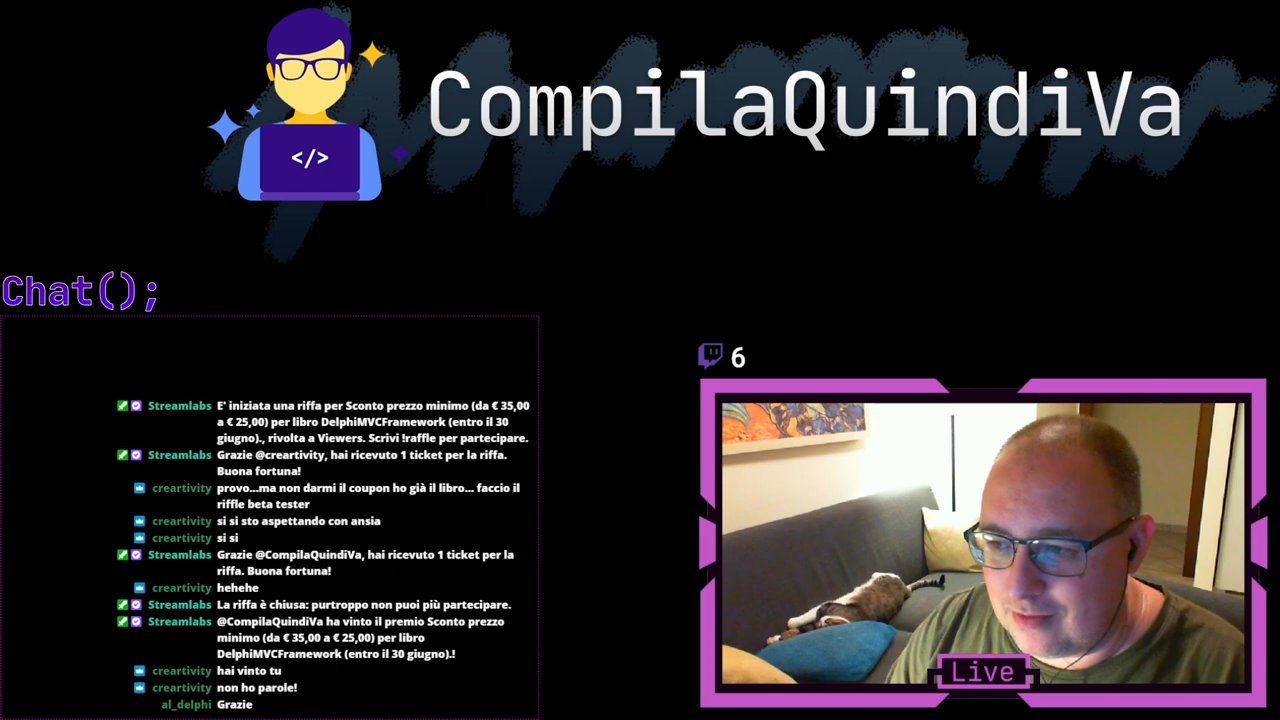 </>
CompilaQuindiVa
Chat();
6
Streamlabs E' iniziata una riffa per Sconto prezzo minimo (da € 35,00
a € 25,00) per libro DelphiMVCFramework (entro il 30
giugno)., rivolta a Viewers. Scrivi !raffle per partecipare.
Streamlabs Grazie @creartivity, hai ricevuto 1 ticket per la riffa.
Buona fortuna!
creartivity provo...ma non darmi il coupon ho già il libro... faccio il
riffle beta tester
creartivity si si sto aspettando con ansia
creartivity si si
Streamlabs Grazie @CompilaQuindiVa, hai ricevuto 1 ticket per la
riffa. Buona fortuna!
creartivity hehehe
Streamlabs La riffa è chiusa: purtroppo non puoi più partecipare.
Streamlabs @CompilaQuindiVa ha vinto il premio Sconto prezzo
minimo (da € 35,00 a € 25,00) per libro
DelphiMVCFramework (entro il 30 giugno).!
creartivity hai vinto tu
creartivity non ho parole!
al_delphi Grazie
Live